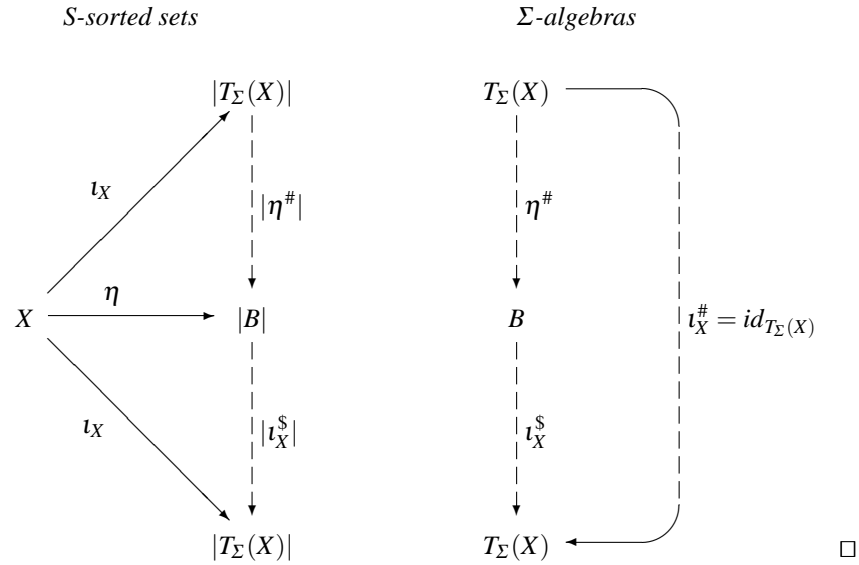 S-sorted sets Σ-algebras
|T_Σ(X)| T_Σ(X)
ι_X |η^#| η^#
η
X |B| B ι_X^# = id_{T_Σ(X)}
ι_X |ι_X^$| ι_X^$
|T_Σ(X)| T_Σ(X) □